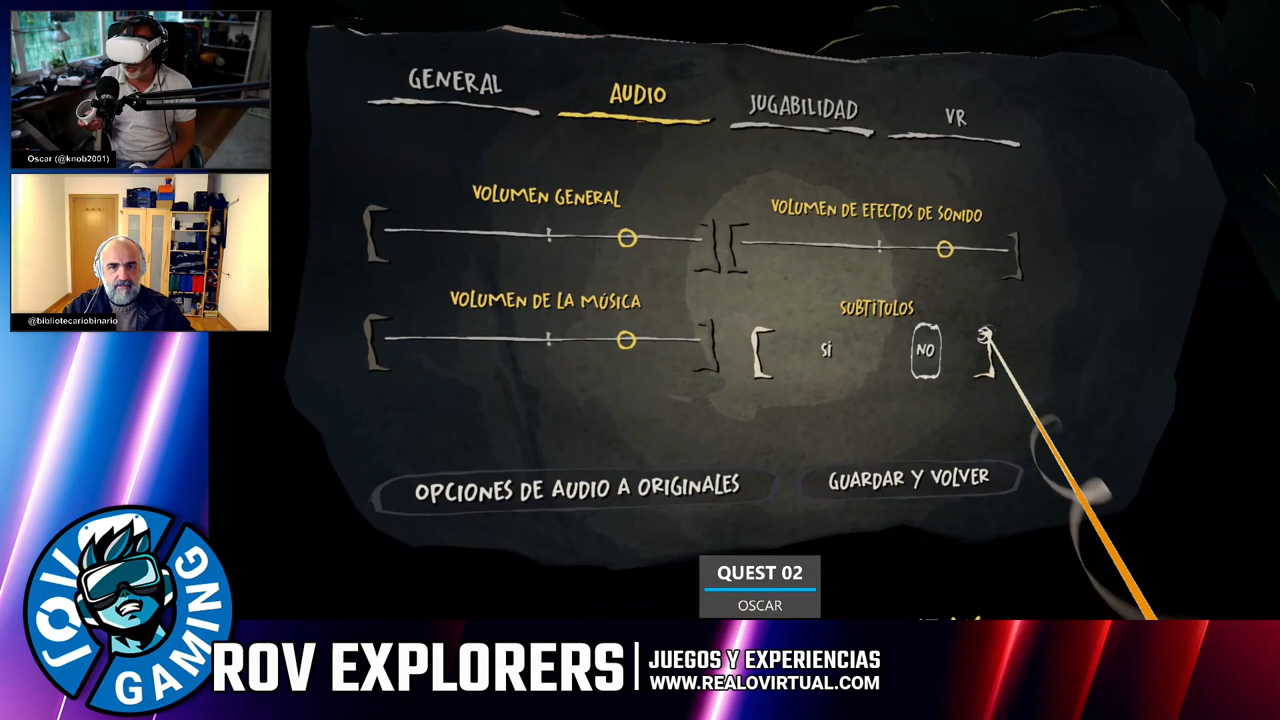 GENERAL
AUDIO
JUGABILIDAD
VR
VOLUMEN GENERAL
VOLUMEN DE EFECTOS DE SONIDO
VOLUMEN DE LA MÚSICA
SUBTÍTULOS
SÍ
NO
OPCIONES DE AUDIO A ORIGINALES
GUARDAR Y VOLVER
Oscar (@knob2001)
@bibliotecariobinario
QUEST 02
OSCAR
ROV
GAMING
ROV EXPLORERS
JUEGOS Y EXPERIENCIAS
WWW.REALOVIRTUAL.COM